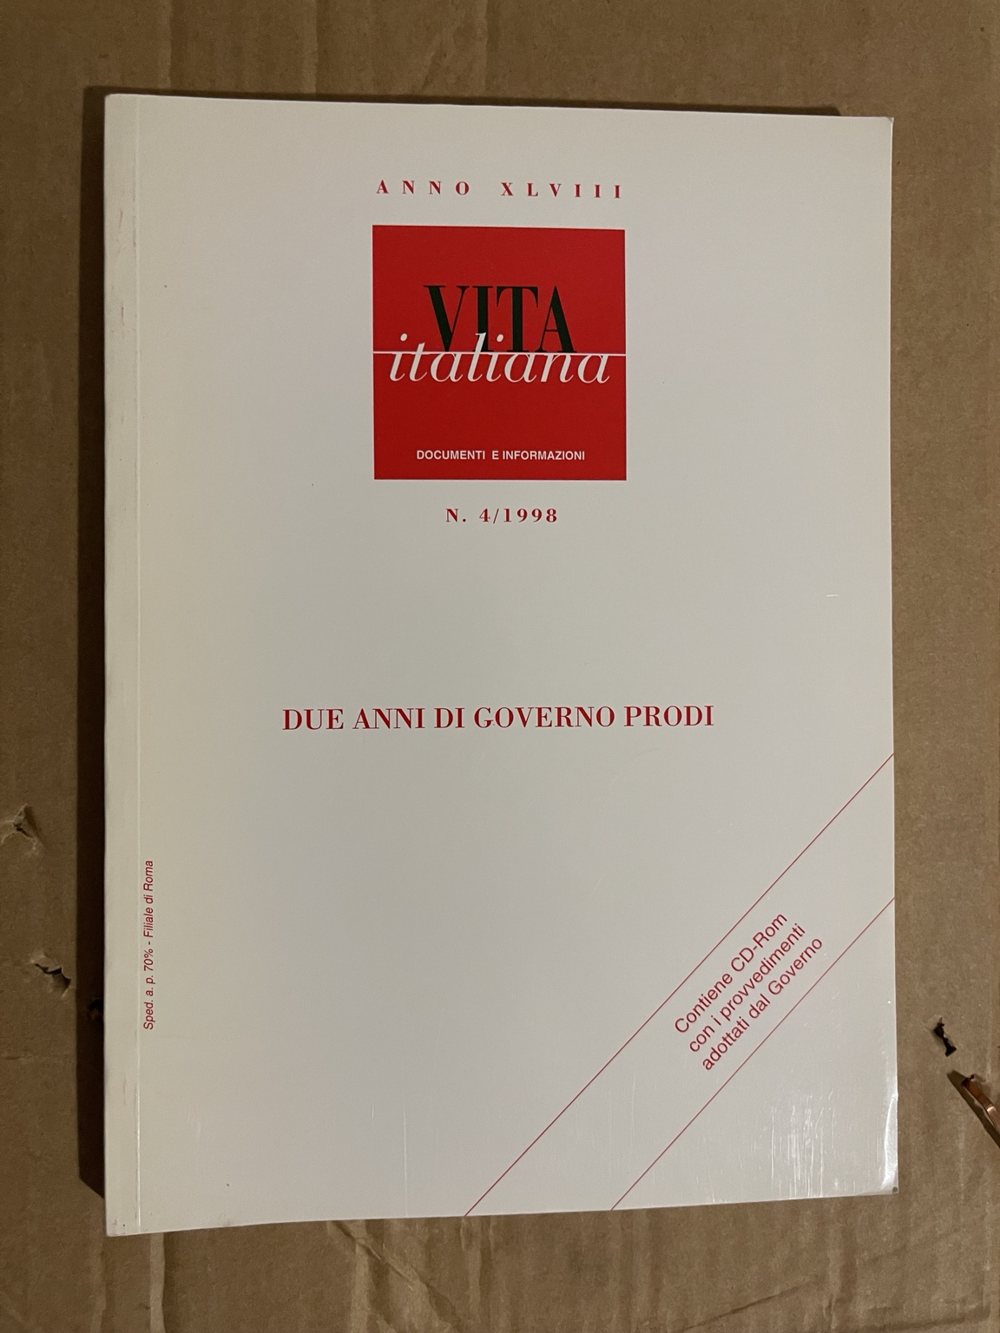 ANNO XLVIII
VITA
italiana
DOCUMENTI E INFORMAZIONI
N. 4/1998
DUE ANNI DI GOVERNO PRODI
Sped. a. p. 70% - Filiale di Roma
Contiene CD-Rom
con i provvedimenti
adottati dal Governo